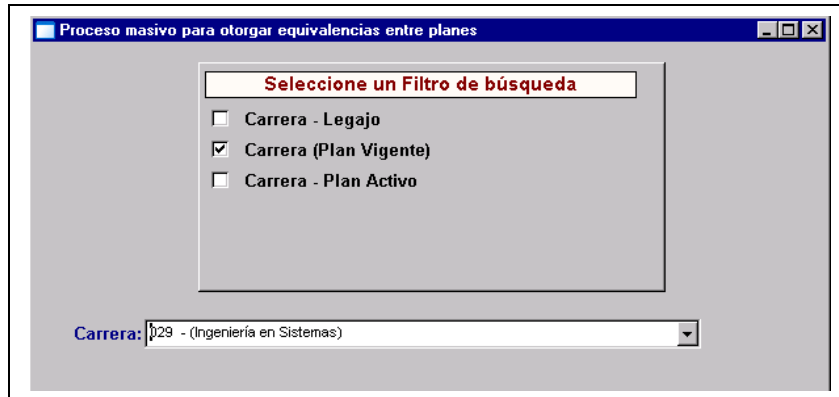 Proceso masivo para otorgar equivalencias entre planes
Seleccione un Filtro de búsqueda
Carrera - Legajo
Carrera (Plan Vigente)
Carrera - Plan Activo
Carrera: 029 - (Ingeniería en Sistemas)